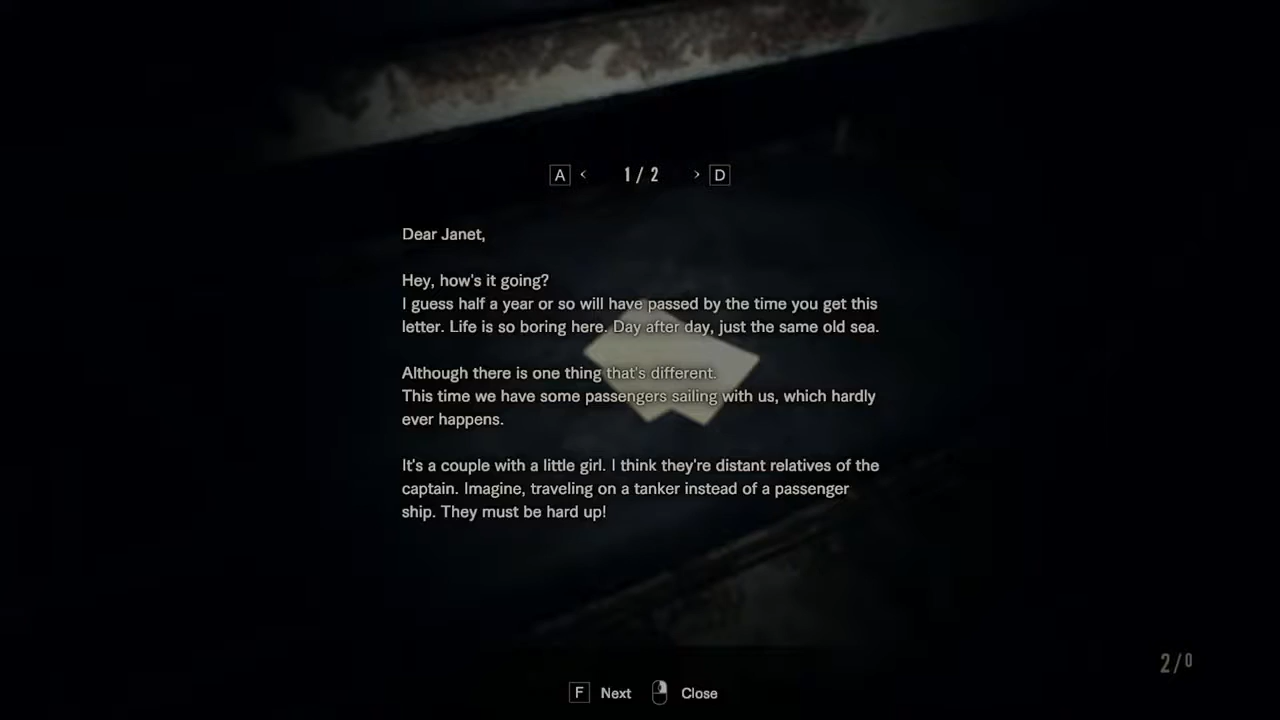 A < 1 / 2 > D
Dear Janet,
Hey, how's it going?
I guess half a year or so will have passed by the time you get this
letter. Life is so boring here. Day after day, just the same old sea.
Although there is one thing that's different.
This time we have some passengers sailing with us, which hardly
ever happens.
It's a couple with a little girl. I think they're distant relatives of the
captain. Imagine, traveling on a tanker instead of a passenger
ship. They must be hard up!
2/0
F Next Close